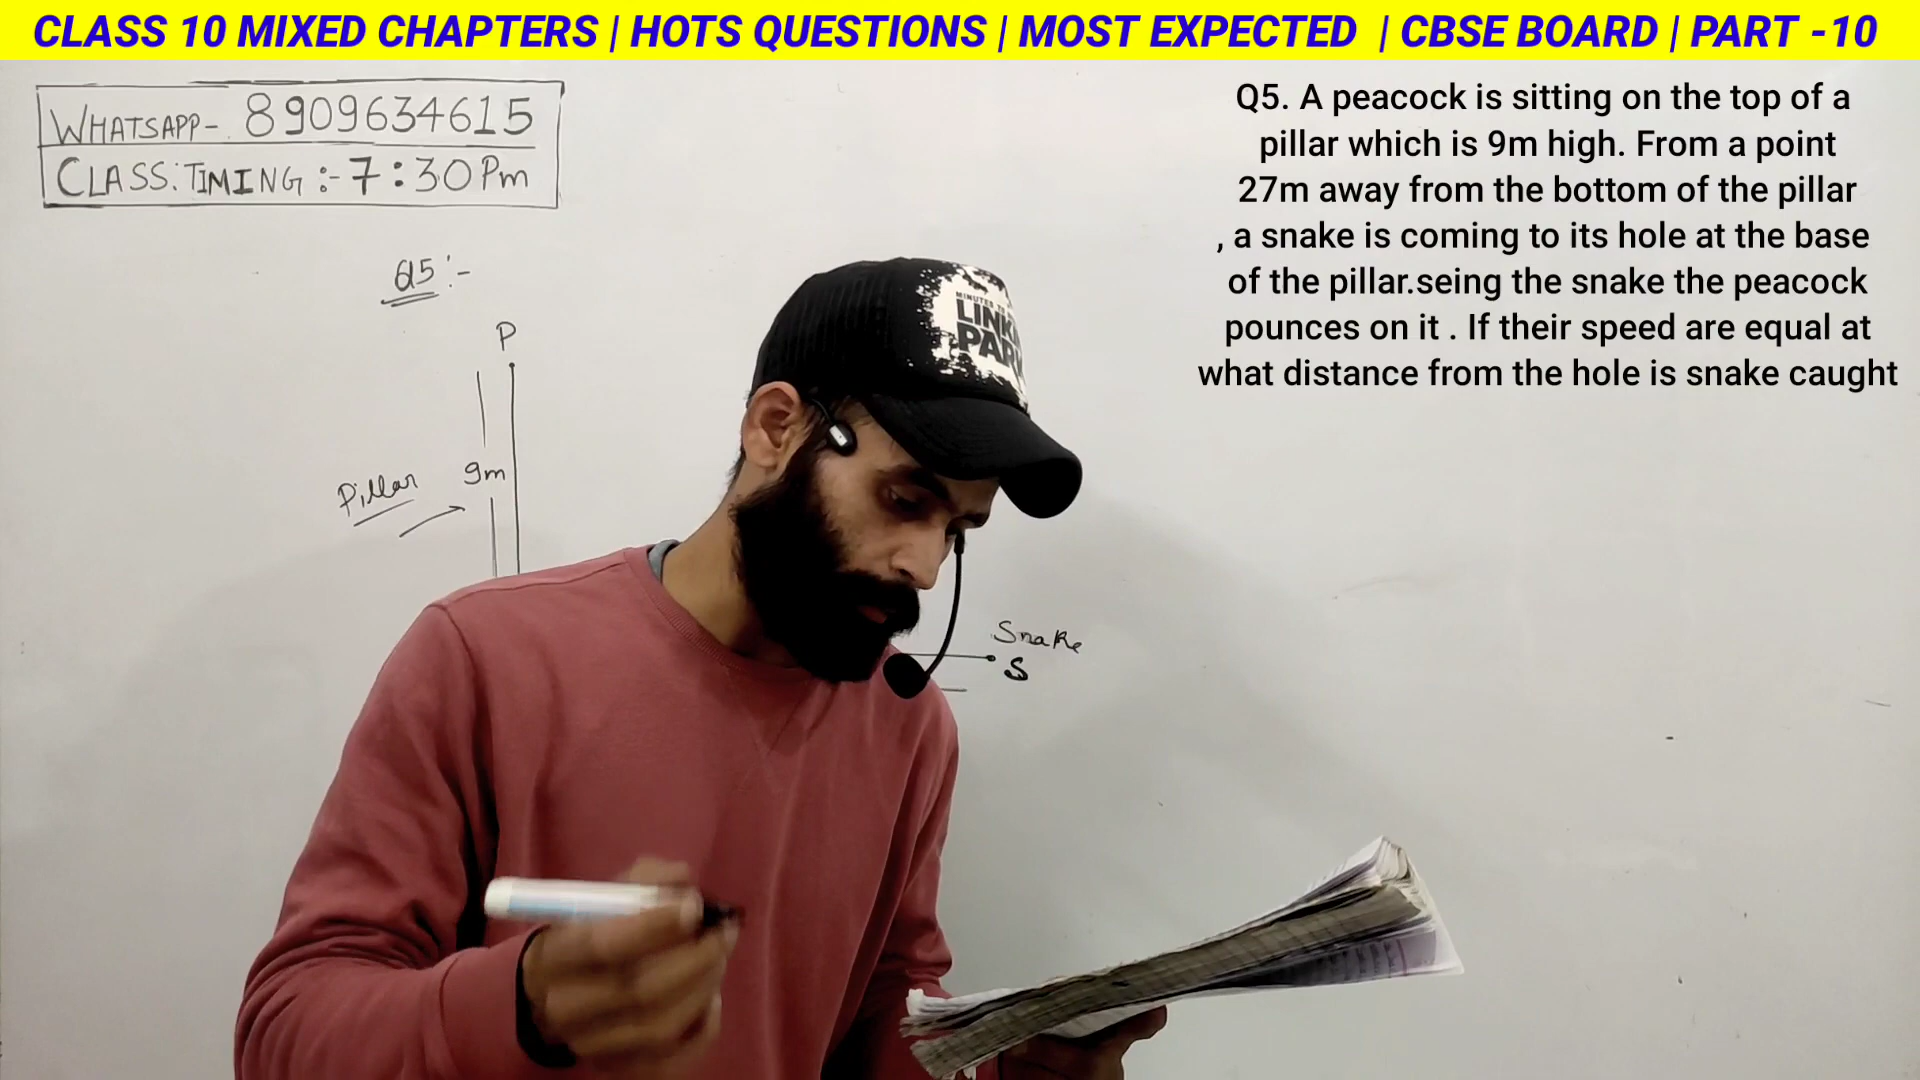 CLASS 10 MIXED CHAPTERS | HOTS QUESTIONS | MOST EXPECTED | CBSE BOARD | PART -10
WHATSAPP- 8909634615
CLASS:TIMING :- 7:30 Pm
Q5. A peacock is sitting on the top of a
pillar which is 9m high. From a point
27m away from the bottom of the pillar
, a snake is coming to its hole at the base
of the pillar.seing the snake the peacock
pounces on it . If their speed are equal at
what distance from the hole is snake caught
Q5:-
P
9m
Pillar
MINUTES TO
LINK
PARK
Snake
S